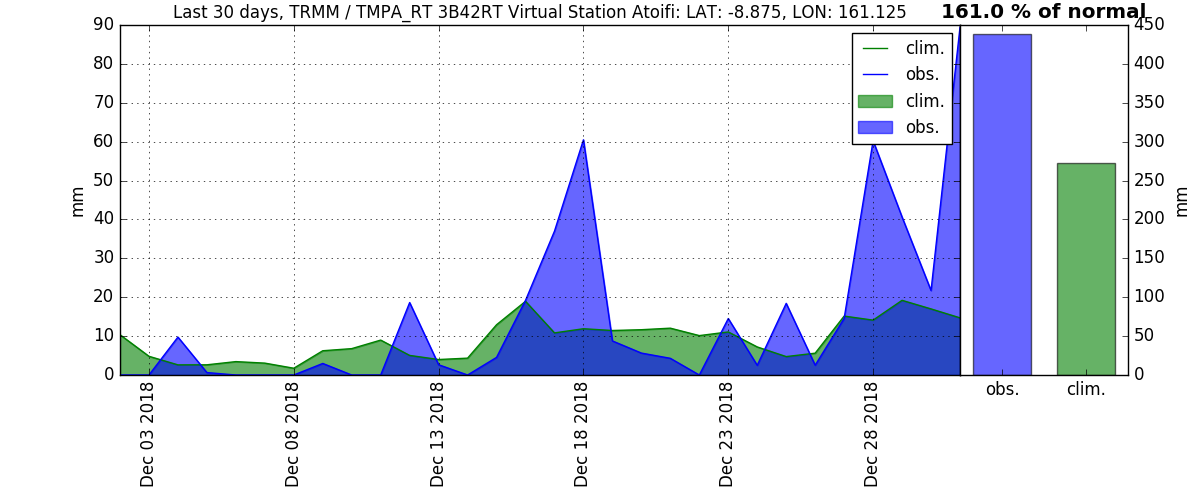 Last 30 days, TRMM / TMPA_RT 3B42RT Virtual Station Atoifi: LAT: -8.875, LON: 161.125
161.0 % of normal
90
80
70
60
50
40
30
20
10
0
mm
clim.
obs.
clim.
obs.
Dec 03 2018
Dec 08 2018
Dec 13 2018
Dec 18 2018
Dec 23 2018
Dec 28 2018
450
400
350
300
250
200
150
100
50
0
mm
obs.
clim.